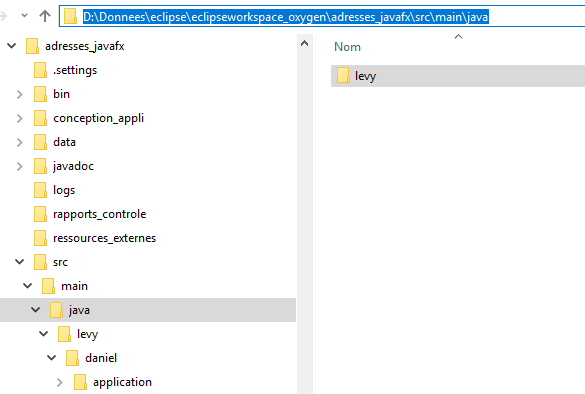 D:\Donnees\eclipse\eclipseworkspace_oxygen\adresses_javafx\src\main\java
adresses_javafx
.settings
bin
conception_appli
data
javadoc
logs
rapports_controle
ressources_externes
src
main
java
levy
daniel
application
Nom
levy